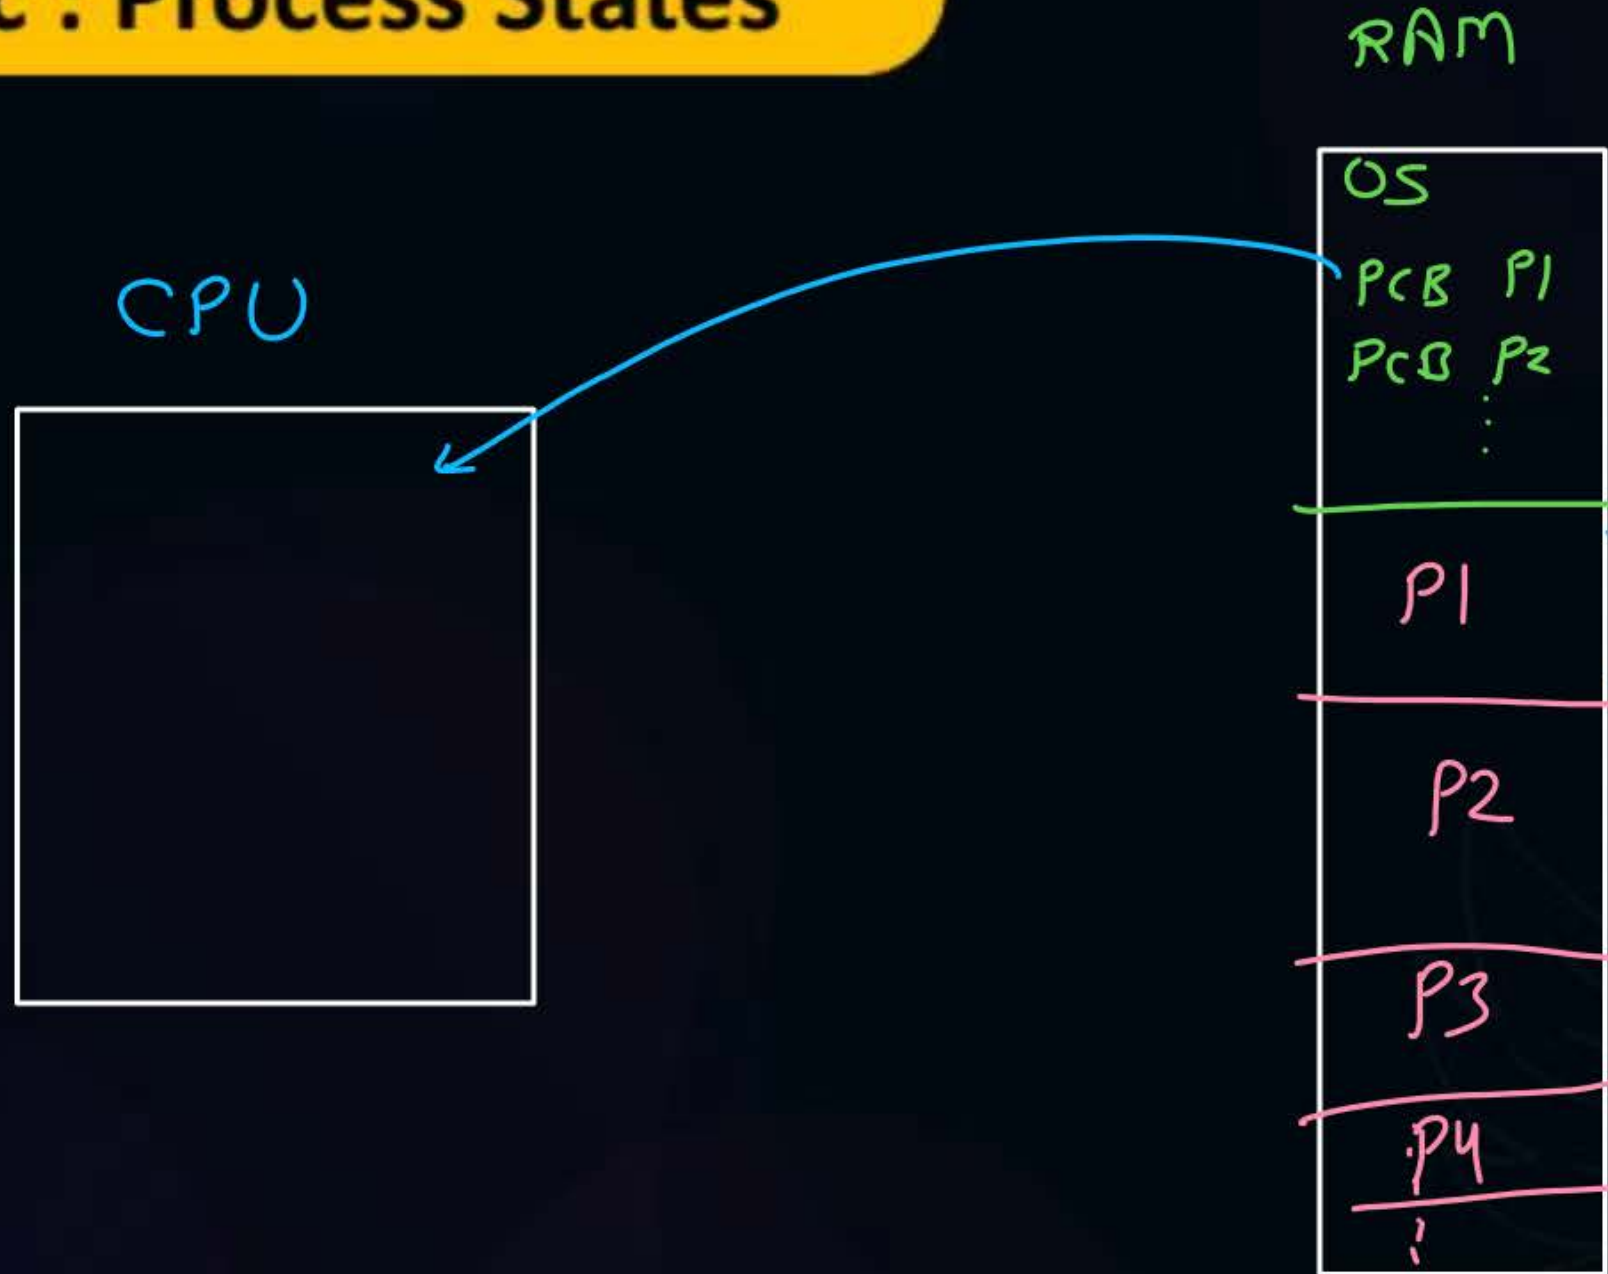 : Process States
RAM
OS
CPU
PCB P1
PCB P2
P1
P2
P3
P4